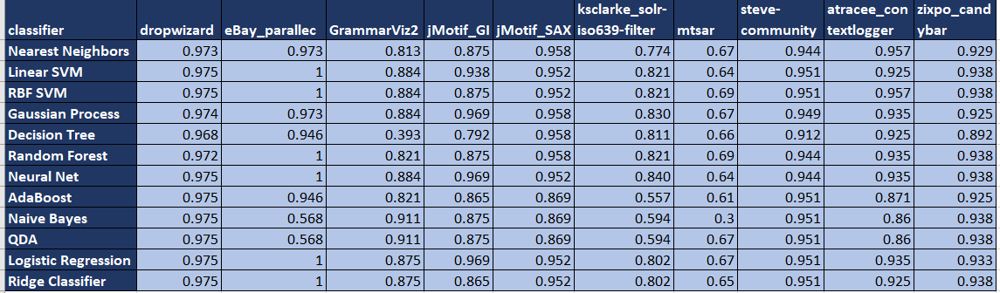 classifier dropwizard eBay_parallec GrammarViz2 jMotif_GI jMotif_SAX ksclarke_solr-iso639-filter mtsar steve-community atracee_contextlogger zixpo_candybar
Nearest Neighbors 0.973 0.973 0.813 0.875 0.958 0.774 0.67 0.944 0.957 0.929
Linear SVM 0.975 1 0.884 0.938 0.952 0.821 0.64 0.951 0.925 0.938
RBF SVM 0.975 1 0.884 0.875 0.952 0.821 0.69 0.951 0.957 0.938
Gaussian Process 0.974 0.973 0.884 0.969 0.958 0.830 0.67 0.949 0.935 0.925
Decision Tree 0.968 0.946 0.393 0.792 0.958 0.811 0.66 0.912 0.925 0.892
Random Forest 0.972 1 0.821 0.875 0.958 0.821 0.69 0.944 0.935 0.938
Neural Net 0.975 1 0.884 0.969 0.952 0.840 0.64 0.944 0.935 0.938
AdaBoost 0.975 0.946 0.821 0.865 0.869 0.557 0.61 0.951 0.871 0.925
Naive Bayes 0.975 0.568 0.911 0.875 0.869 0.594 0.3 0.951 0.86 0.938
QDA 0.975 0.568 0.911 0.875 0.869 0.594 0.67 0.951 0.86 0.938
Logistic Regression 0.975 1 0.875 0.969 0.952 0.802 0.67 0.951 0.935 0.933
Ridge Classifier 0.975 1 0.875 0.865 0.952 0.802 0.65 0.951 0.925 0.938